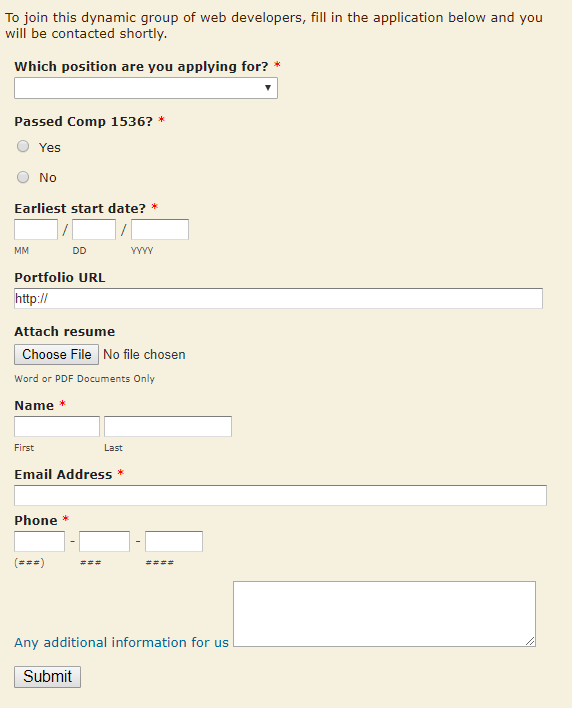 To join this dynamic group of web developers, fill in the application below and you
will be contacted shortly.
Which position are you applying for? *
Passed Comp 1536? *
Yes
No
Earliest start date? *
/ /
MM DD YYYY
Portfolio URL
http://
Attach resume
Choose File No file chosen
Word or PDF Documents Only
Name *
First Last
Email Address *
Phone *
- -
(###) ### ####
Any additional information for us
Submit